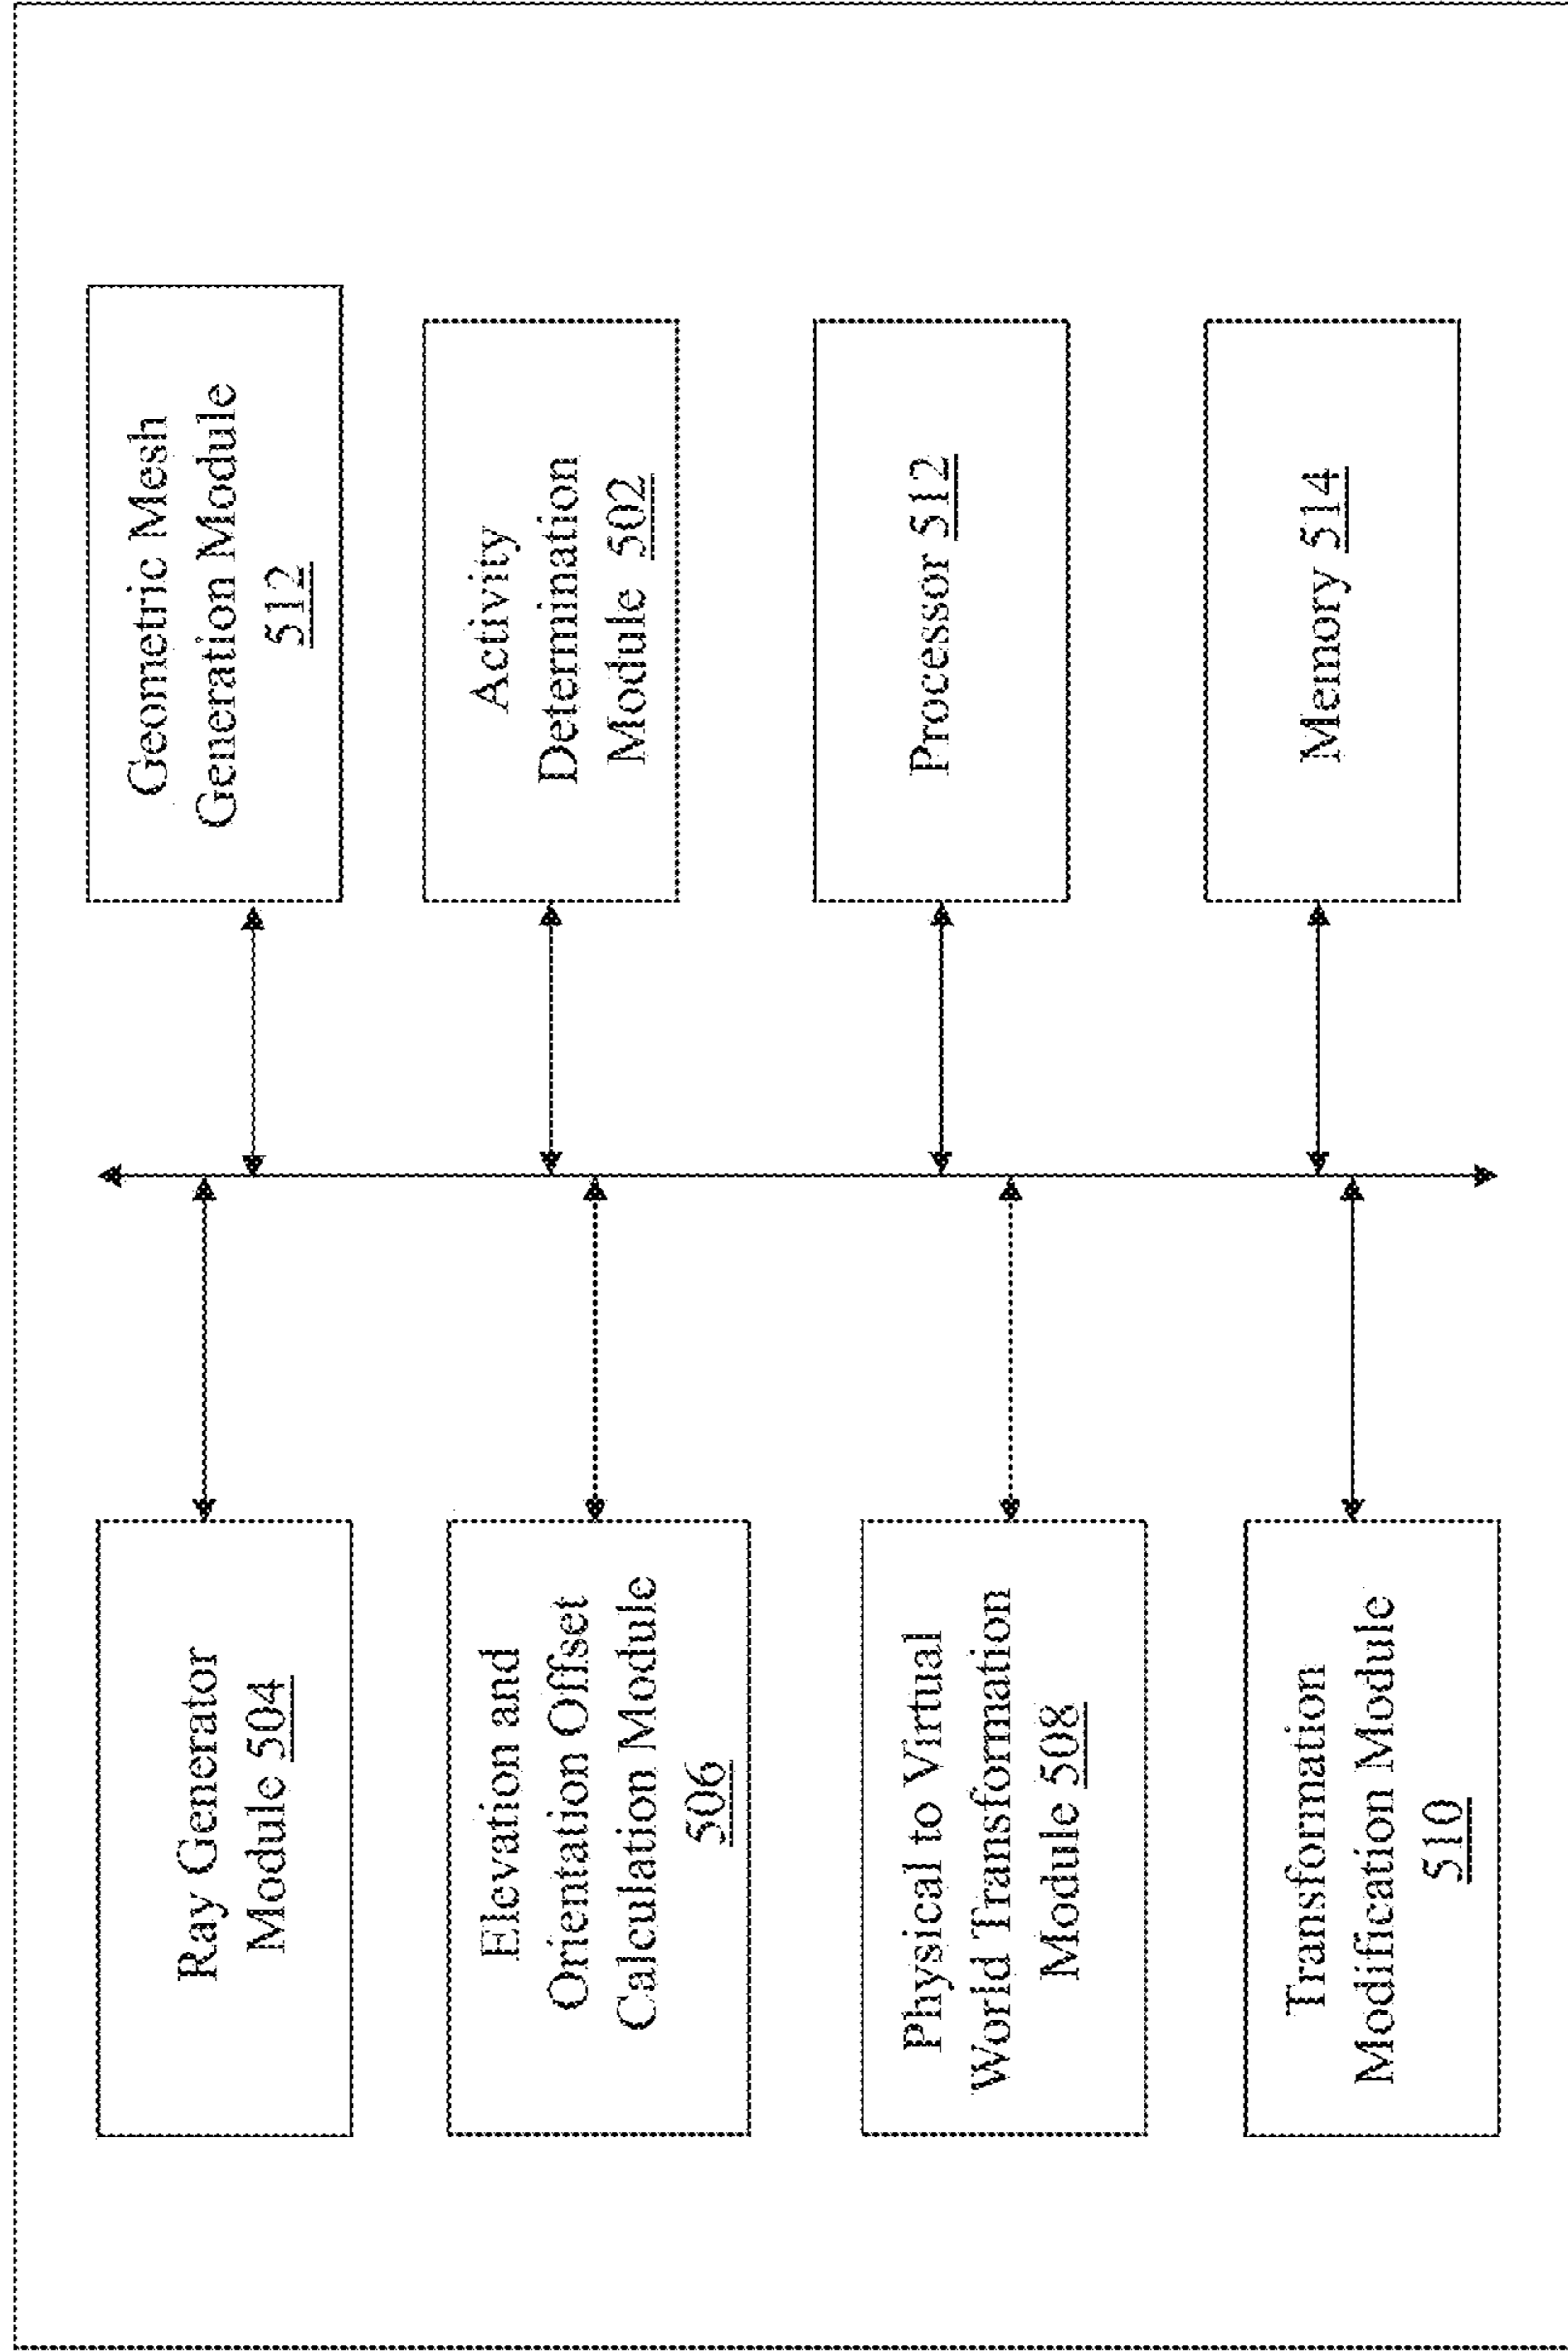 Ray Generator
Module 504
Elevation and
Orientation Offset
Calculation Module
506
Physical to Virtual
World Transformation
Module 508
Transformation
Modification Module
510
Geometric Mesh
Generation Module
512
Activity
Determination
Module 502
Processor 512
Memory 514